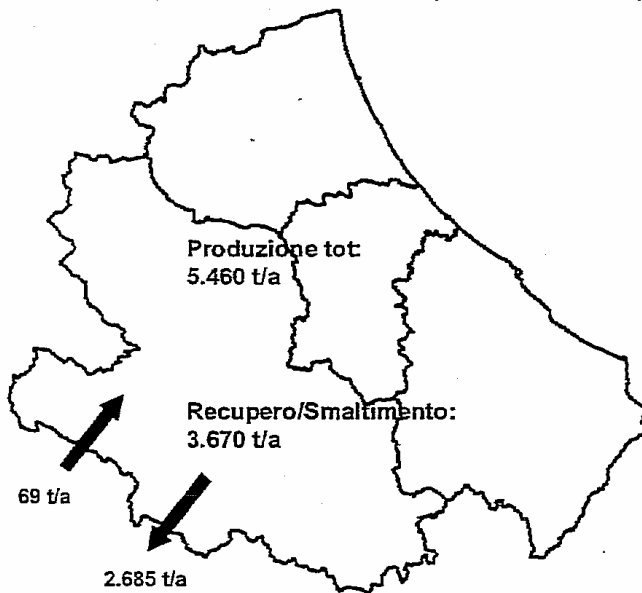 Produzione tot:
5.460 t/a
Recupero/Smaltimento:
3.670 t/a
69 t/a
2.685 t/a